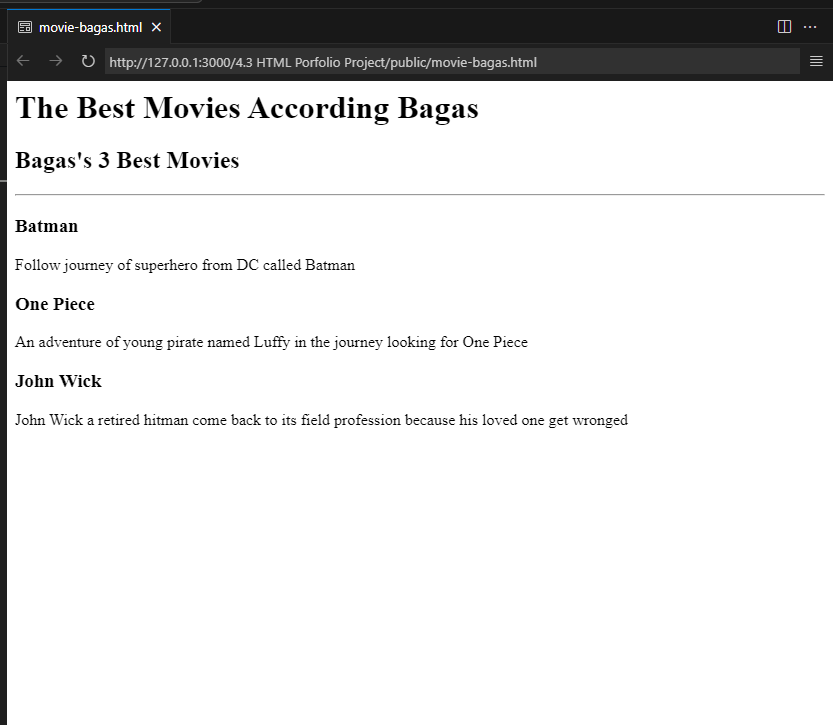 movie-bagas.html
http://127.0.0.1:3000/4.3 HTML Porfolio Project/public/movie-bagas.html
The Best Movies According Bagas
Bagas's 3 Best Movies
Batman
Follow journey of superhero from DC called Batman
One Piece
An adventure of young pirate named Luffy in the journey looking for One Piece
John Wick
John Wick a retired hitman come back to its field profession because his loved one get wronged